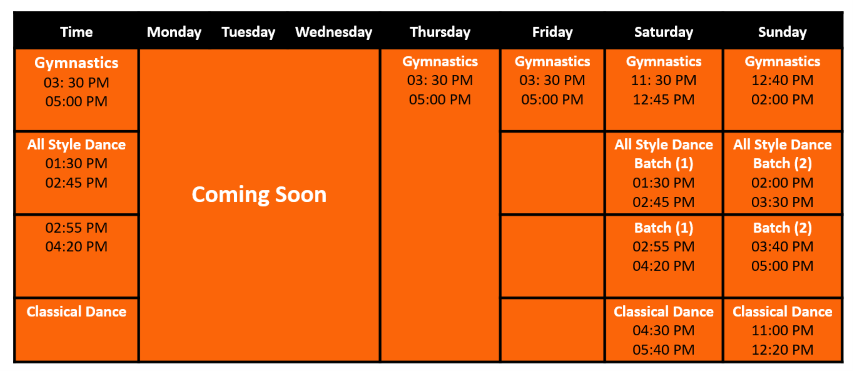 Time Monday Tuesday Wednesday Thursday Friday Saturday Sunday
Gymnastics
03: 30 PM
05:00 PM
Coming Soon
Gymnastics
03: 30 PM
05:00 PM
Gymnastics
03: 30 PM
05:00 PM
Gymnastics
11: 30 PM
12:45 PM
Gymnastics
12:40 PM
02:00 PM
All Style Dance
01:30 PM
02:45 PM
All Style Dance
Batch (1)
01:30 PM
02:45 PM
All Style Dance
Batch (2)
02:00 PM
03:30 PM
02:55 PM
04:20 PM
Batch (1)
02:55 PM
04:20 PM
Batch (2)
03:40 PM
05:00 PM
Classical Dance
Classical Dance
04:30 PM
05:40 PM
Classical Dance
11:00 PM
12:20 PM